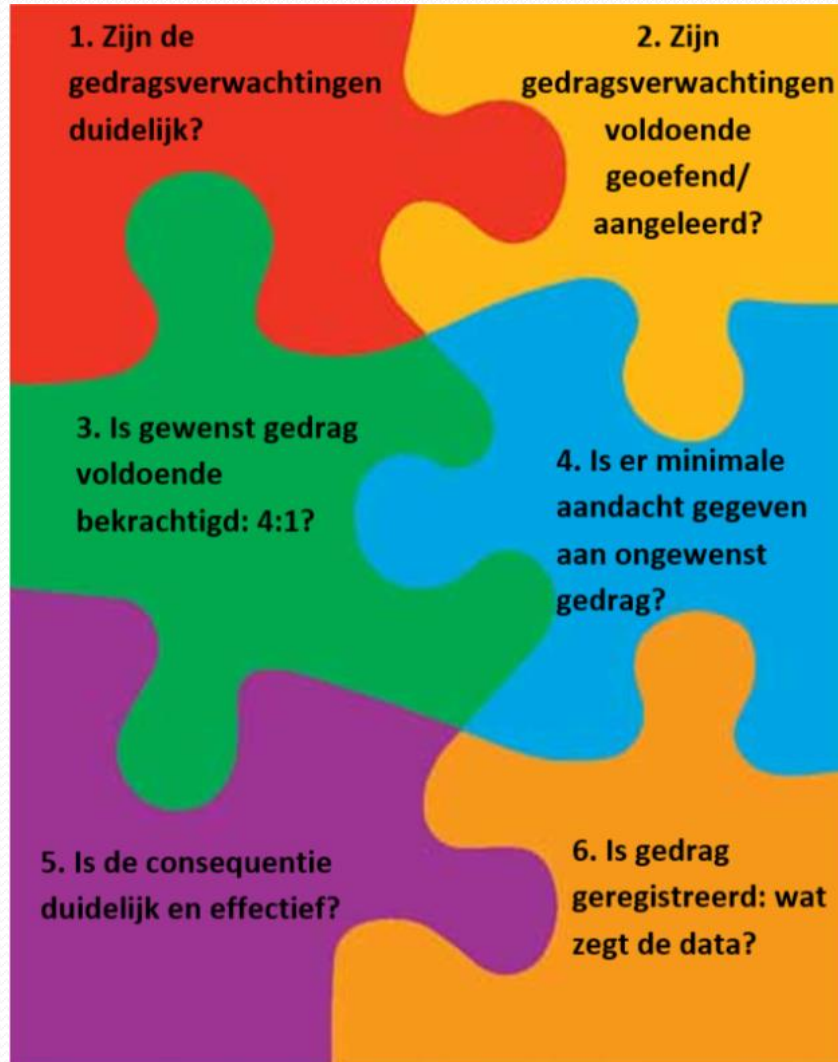 1. Zijn de
gedragsverwachtingen
duidelijk?
2. Zijn
gedragsverwachtingen
voldoende
geoefend/
aangeleerd?
3. Is gewenst gedrag
voldoende
bekrachtigd: 4:1?
4. Is er minimale
aandacht gegeven
aan ongewenst
gedrag?
5. Is de consequentie
duidelijk en effectief?
6. Is gedrag
geregistreerd: wat
zegt de data?